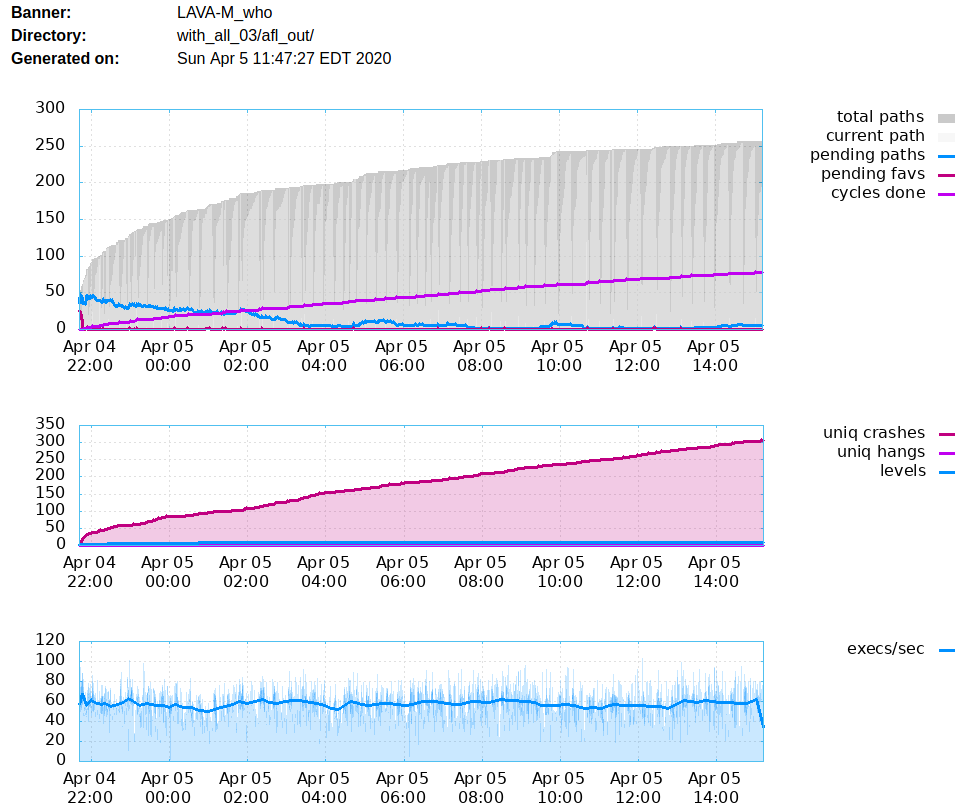 Banner: LAVA-M_who
Directory: with_all_03/afl_out/
Generated on: Sun Apr 5 11:47:27 EDT 2020
300
250
200
150
100
50
0
Apr 04 Apr 05 Apr 05 Apr 05 Apr 05 Apr 05 Apr 05 Apr 05 Apr 05
22:00 00:00 02:00 04:00 06:00 08:00 10:00 12:00 14:00
total paths
current path
pending paths
pending favs
cycles done
350
300
250
200
150
100
50
0
Apr 04 Apr 05 Apr 05 Apr 05 Apr 05 Apr 05 Apr 05 Apr 05 Apr 05
22:00 00:00 02:00 04:00 06:00 08:00 10:00 12:00 14:00
uniq crashes
uniq hangs
levels
120
100
80
60
40
20
0
Apr 04 Apr 05 Apr 05 Apr 05 Apr 05 Apr 05 Apr 05 Apr 05 Apr 05
22:00 00:00 02:00 04:00 06:00 08:00 10:00 12:00 14:00
execs/sec